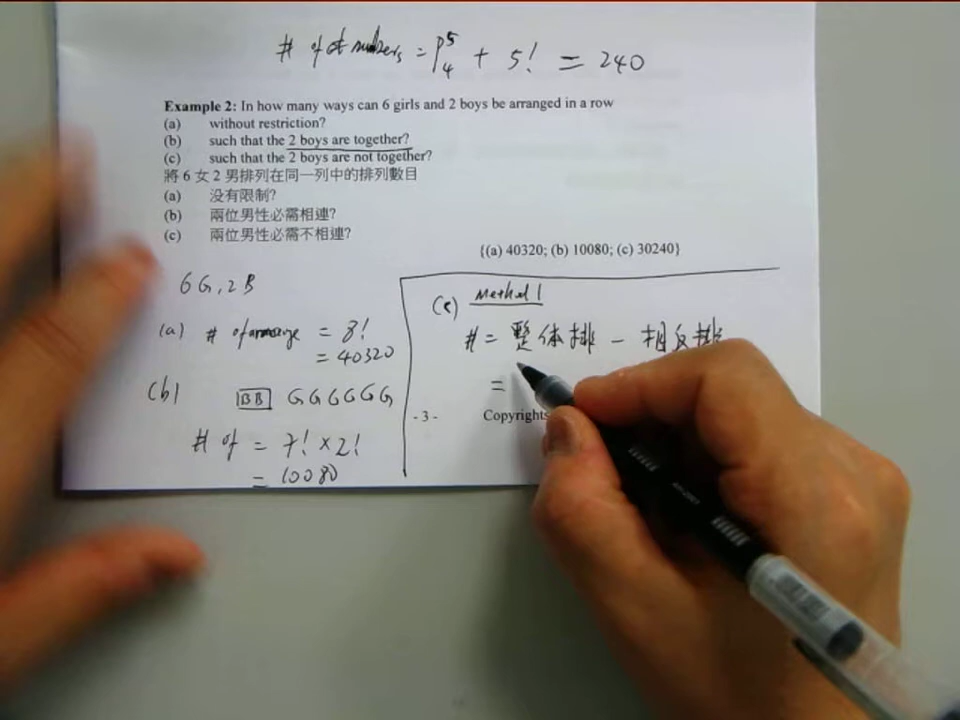 # of numbers = P⁵₄ + 5! = 240
Example 2: In how many ways can 6 girls and 2 boys be arranged in a row
(a) without restriction?
(b) such that the 2 boys are together?
(c) such that the 2 boys are not together?
將 6 女 2 男排列在同一列中的排列數目
(a) 沒有限制?
(b) 兩位男性必需相連?
(c) 兩位男性必需不相連?
{(a) 40320; (b) 10080; (c) 30240}
6G, 2B
(a) # of arrange = 8!
= 40320
(b) BB GGGGGG
# of = 7! × 2!
= 10080
(c) Method 1
# = 整体排 - 相反排
=
- 3 -
Copyrights